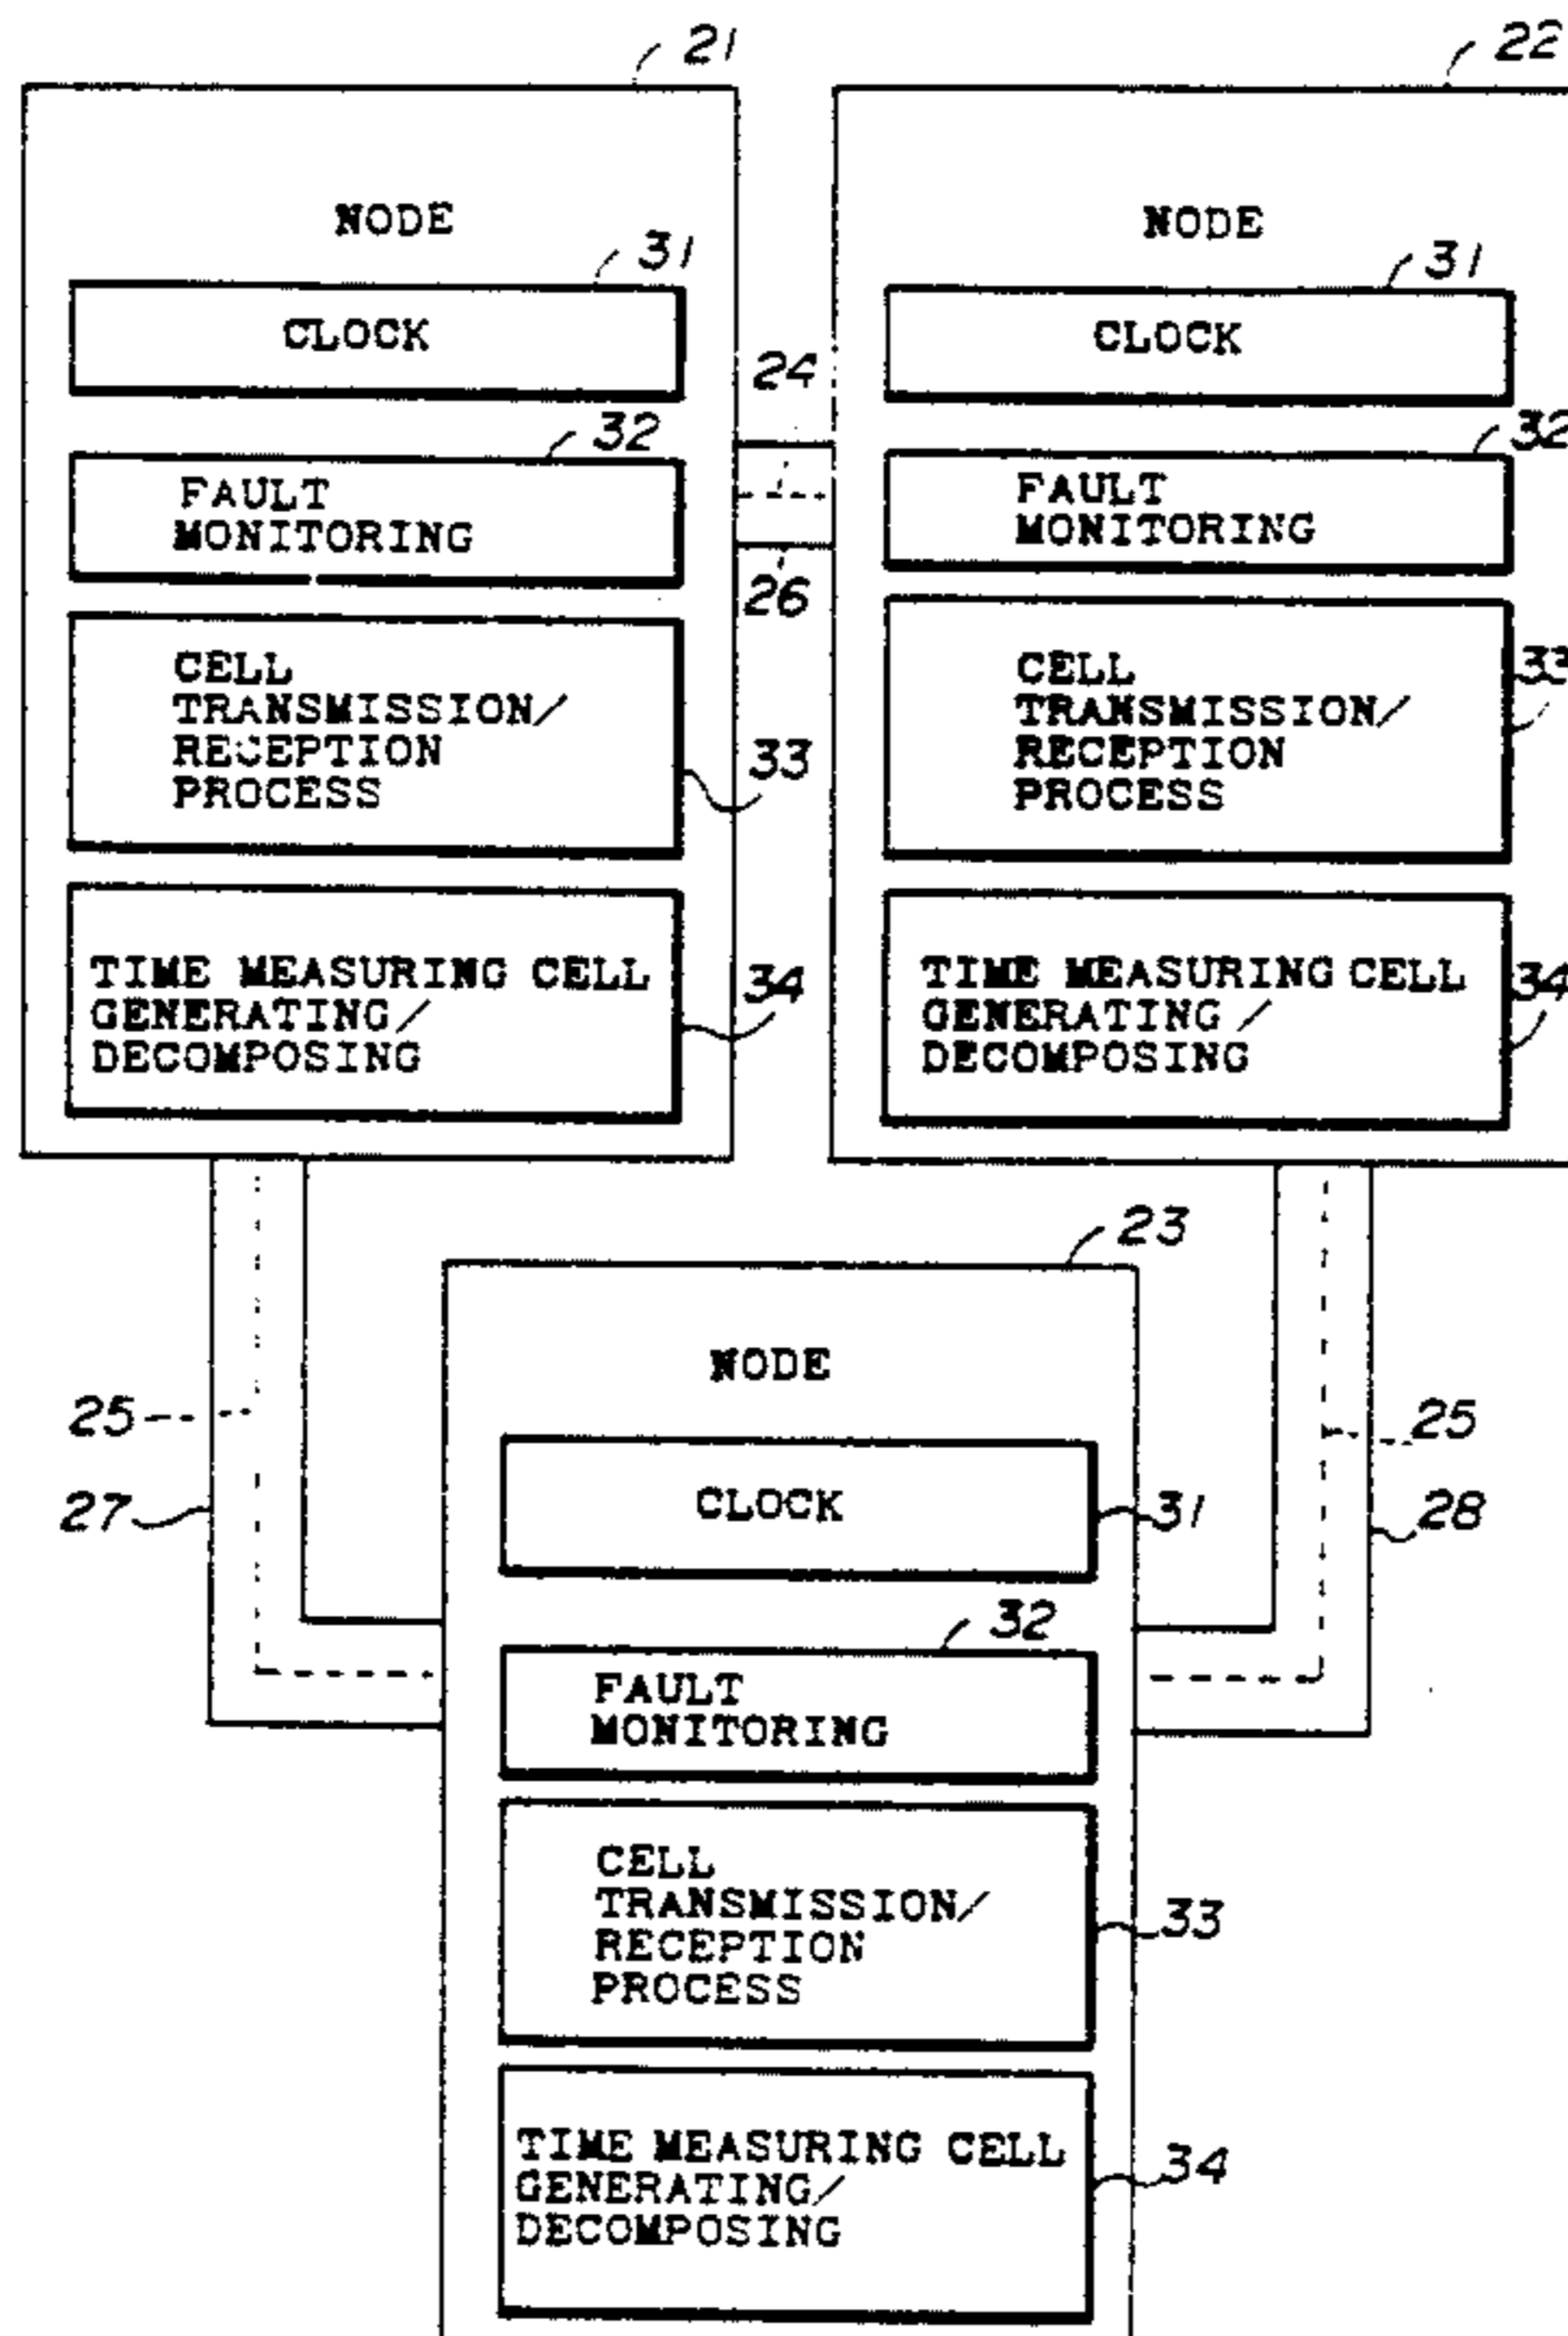 21
22
NODE
31
CLOCK
32
FAULT
MONITORING
CELL
TRANSMISSION/
RECEPTION
PROCESS
33
TIME MEASURING CELL
GENERATING/
DECOMPOSING
34
24
26
NODE
31
CLOCK
32
FAULT
MONITORING
CELL
TRANSMISSION/
RECEPTION
PROCESS
33
TIME MEASURING CELL
GENERATING/
DECOMPOSING
34
23
NODE
25
25
27
28
CLOCK
31
32
FAULT
MONITORING
CELL
TRANSMISSION/
RECEPTION
PROCESS
33
TIME MEASURING CELL
GENERATING/
DECOMPOSING
34